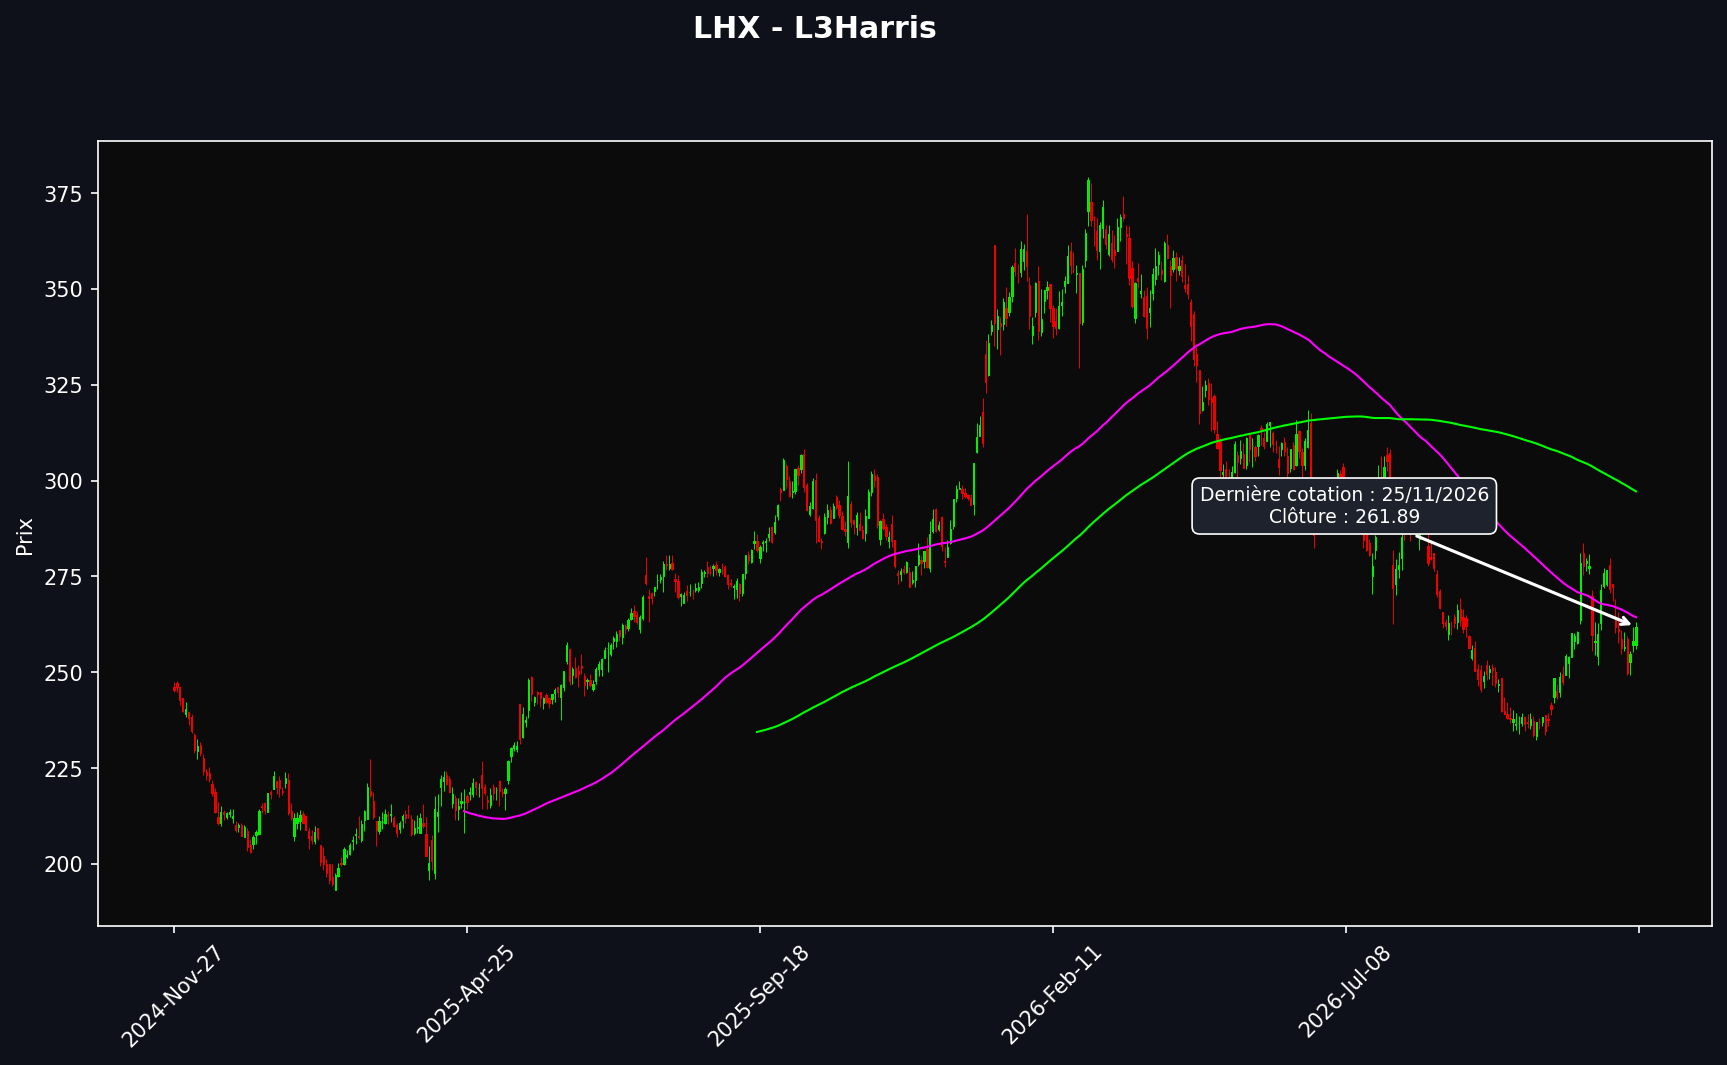 LHX - L3Harris
Prix
375
350
325
300
275
250
225
200
Dernière cotation : 25/11/2026
Clôture : 261.89
2024-Nov-27
2025-Apr-25
2025-Sep-18
2026-Feb-11
2026-Jul-08